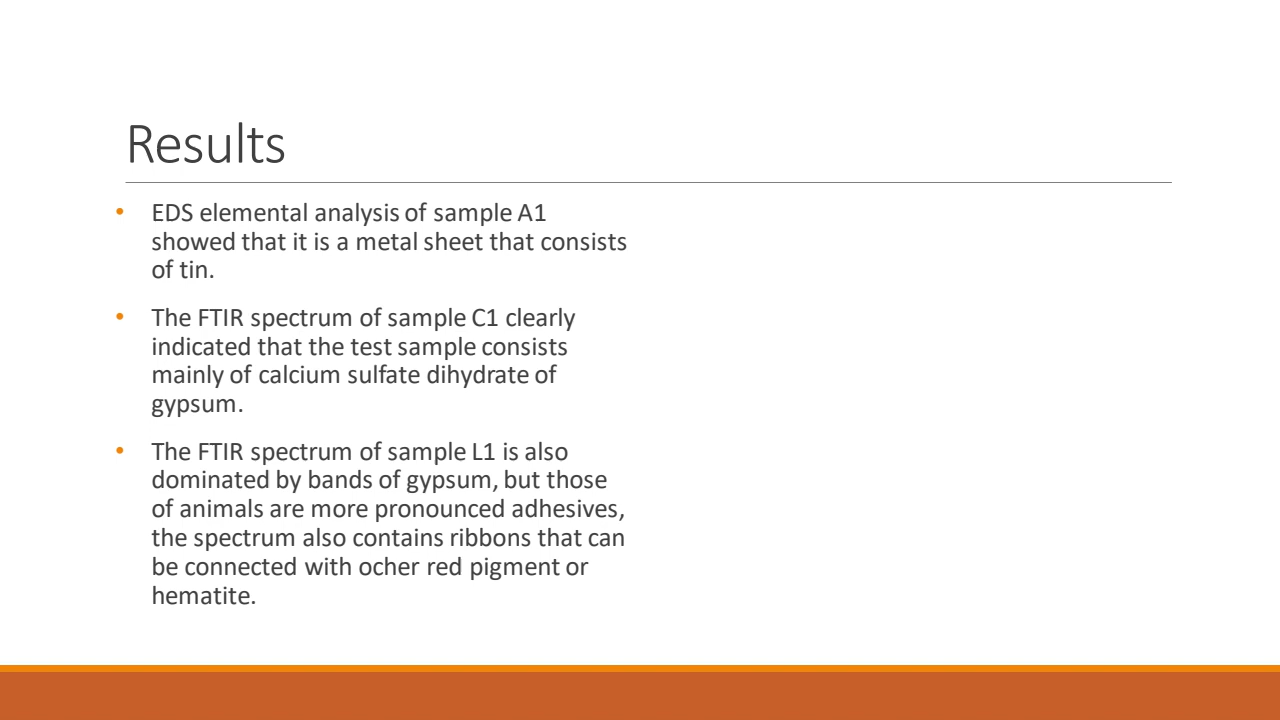 Results
• EDS elemental analysis of sample A1
showed that it is a metal sheet that consists
of tin.
• The FTIR spectrum of sample C1 clearly
indicated that the test sample consists
mainly of calcium sulfate dihydrate of
gypsum.
• The FTIR spectrum of sample L1 is also
dominated by bands of gypsum, but those
of animals are more pronounced adhesives,
the spectrum also contains ribbons that can
be connected with ocher red pigment or
hematite.